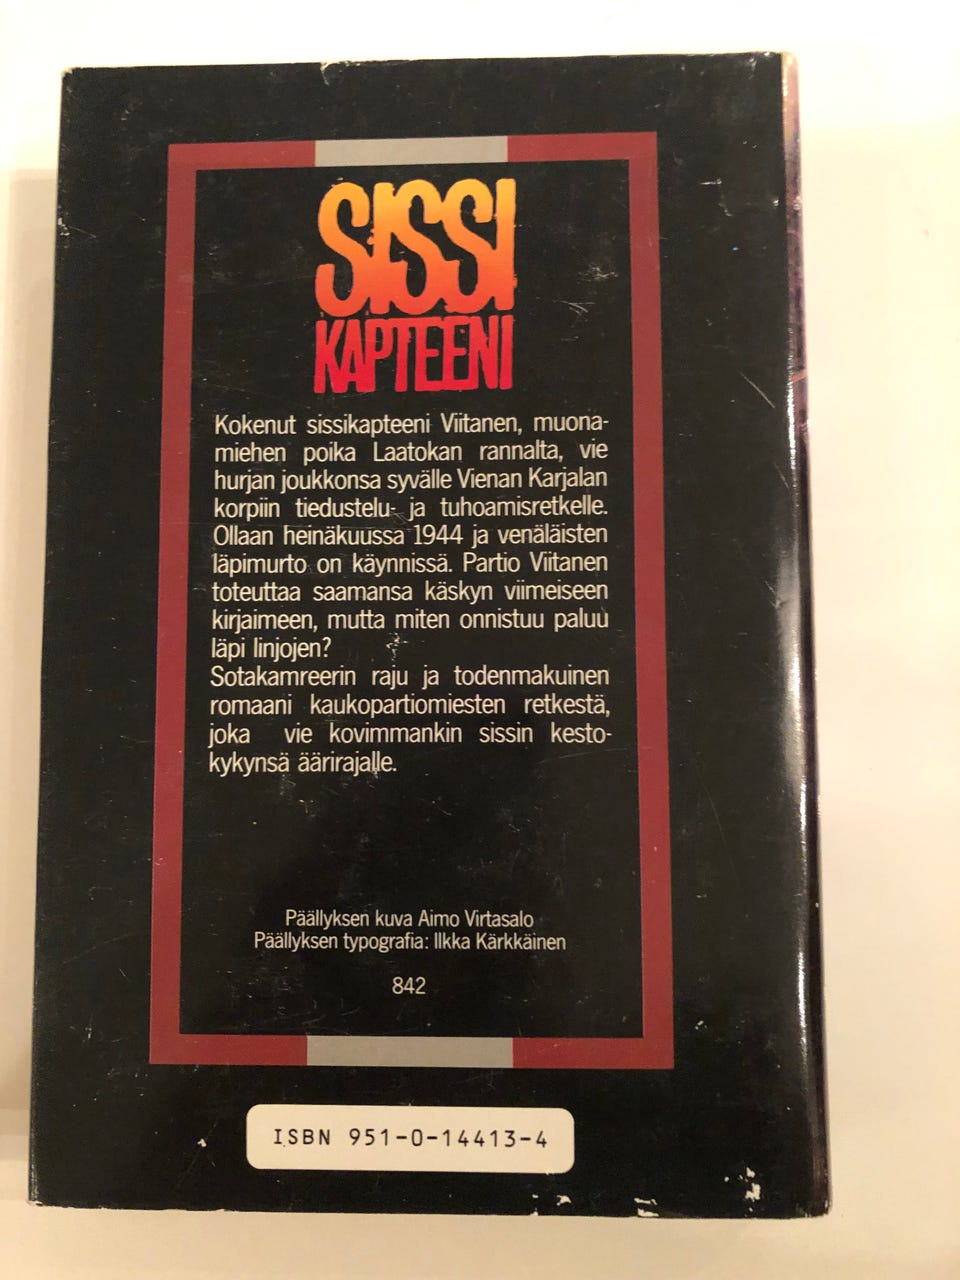 SISSI
KAPTEENI
Kokenut sissikapteeni Viitanen, muona-
miehen poika Laatokan rannalta, vie
hurjan joukkonsa syvälle Vienan Karjalan
korpiin tiedustelu- ja tuhoamisretkelle.
Ollaan heinäkuussa 1944 ja venäläisten
läpimurto on käynnissä. Partio Viitanen
toteuttaa saamansa käskyn viimeiseen
kirjaimeen, mutta miten onnistuu paluu
läpi linjojen?
Sotakamreerin raju ja todenmakuinen
romaani kaukopartiomiesten retkestä,
joka vie kovimmankin sissin kesto-
kykynsä äärirajalle.
Päällyksen kuva Aimo Virtasalo
Päällyksen typografia: Ilkka Kärkkäinen
842
ISBN 951-0-14413-4